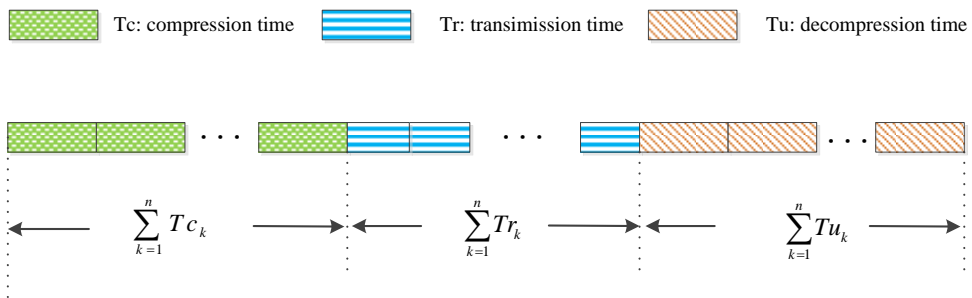 Tc: compression time Tr: transimission time Tu: decompression time
··· ··· ···
n n n
∑ Tc_k ∑ Tr_k ∑ Tu_k
k=1 k=1 k=1